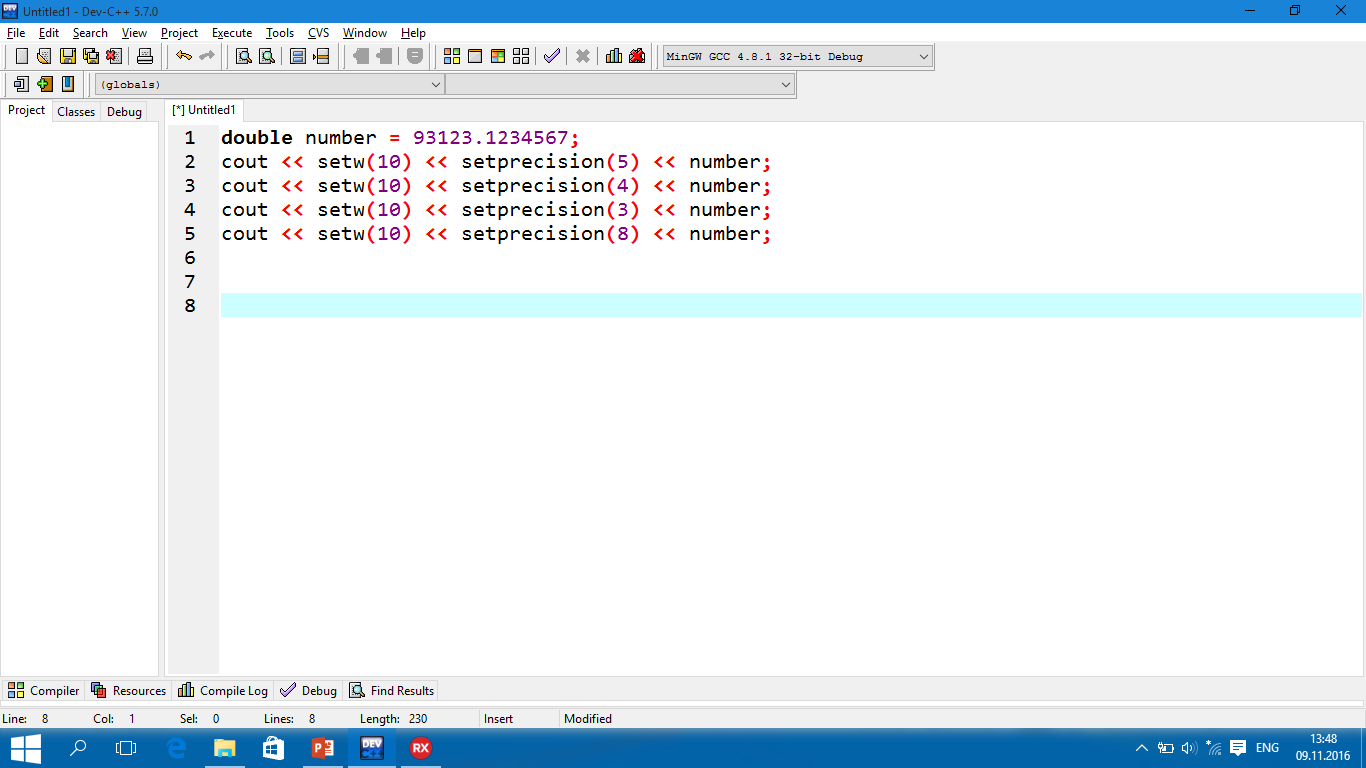 Untitled1 - Dev-C++ 5.7.0
File Edit Search View Project Execute Tools CVS Window Help
MinGW GCC 4.8.1 32-bit Debug
(globals)
Project Classes Debug [*] Untitled1
1 double number = 93123.1234567;
2 cout << setw(10) << setprecision(5) << number;
3 cout << setw(10) << setprecision(4) << number;
4 cout << setw(10) << setprecision(3) << number;
5 cout << setw(10) << setprecision(8) << number;
6
7
8
Compiler Resources Compile Log Debug Find Results
Line: 8 Col: 1 Sel: 0 Lines: 8 Length: 230 Insert Modified
DEV C++ RX ENG 13:48
09.11.2016